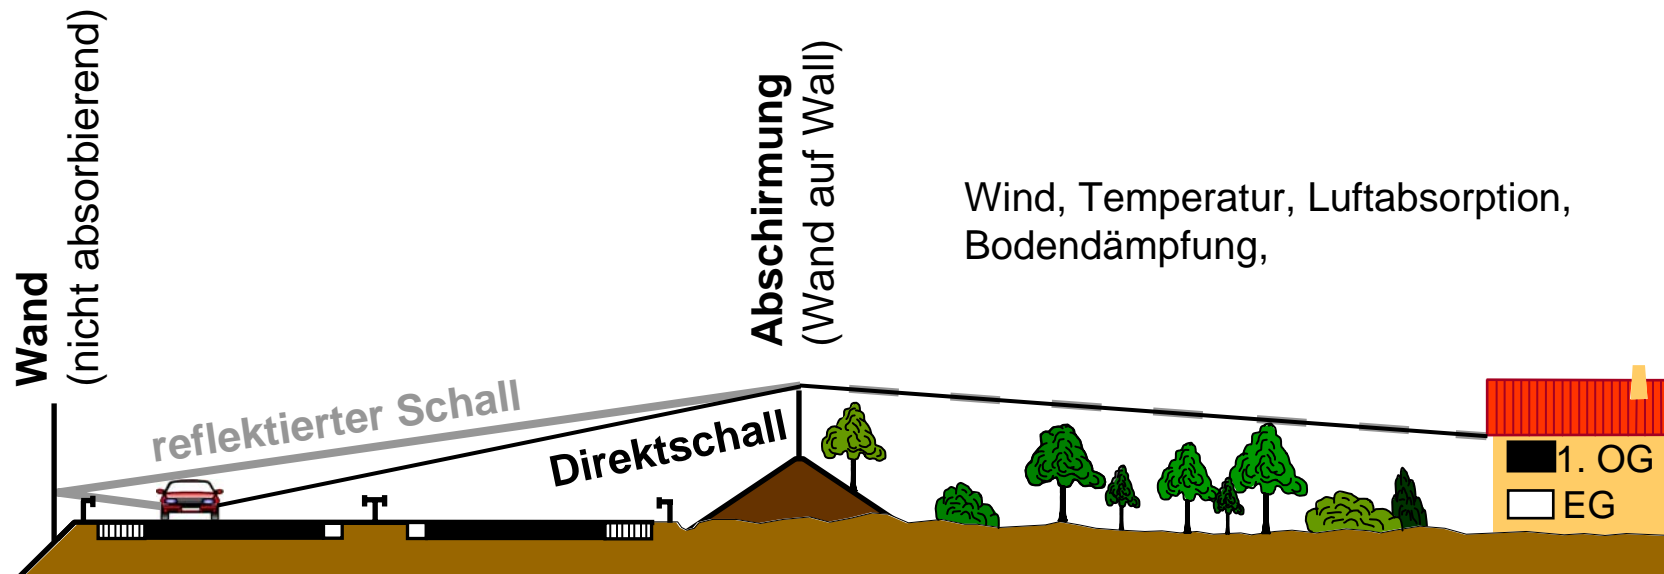 Wand
(nicht absorbierend)
Abschirmung
(Wand auf Wall)
Wind, Temperatur, Luftabsorption,
Bodendämpfung,
reflektierter Schall
Direktschall
1. OG
EG